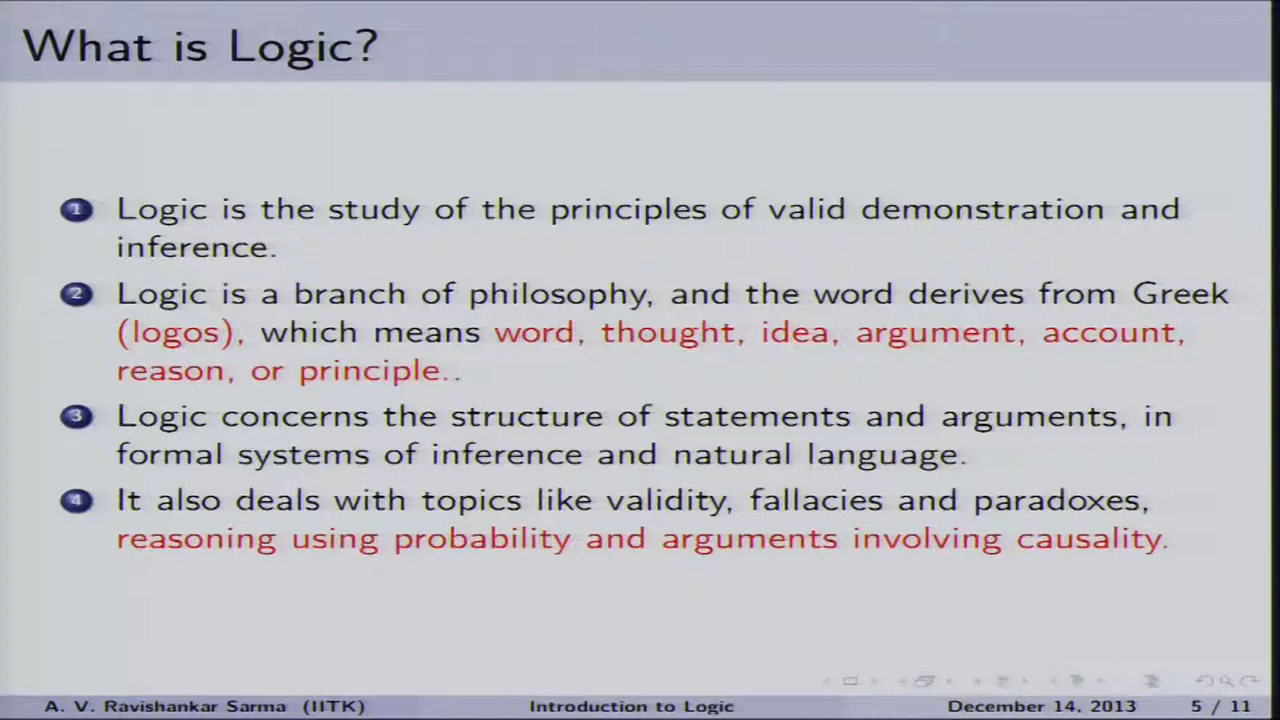 What is Logic?
1 Logic is the study of the principles of valid demonstration and
inference.
2 Logic is a branch of philosophy, and the word derives from Greek
(logos), which means word, thought, idea, argument, account,
reason, or principle..
3 Logic concerns the structure of statements and arguments, in
formal systems of inference and natural language.
4 It also deals with topics like validity, fallacies and paradoxes,
reasoning using probability and arguments involving causality.
A. V. Ravishankar Sarma (IITK) Introduction to Logic December 14, 2013 5 / 11